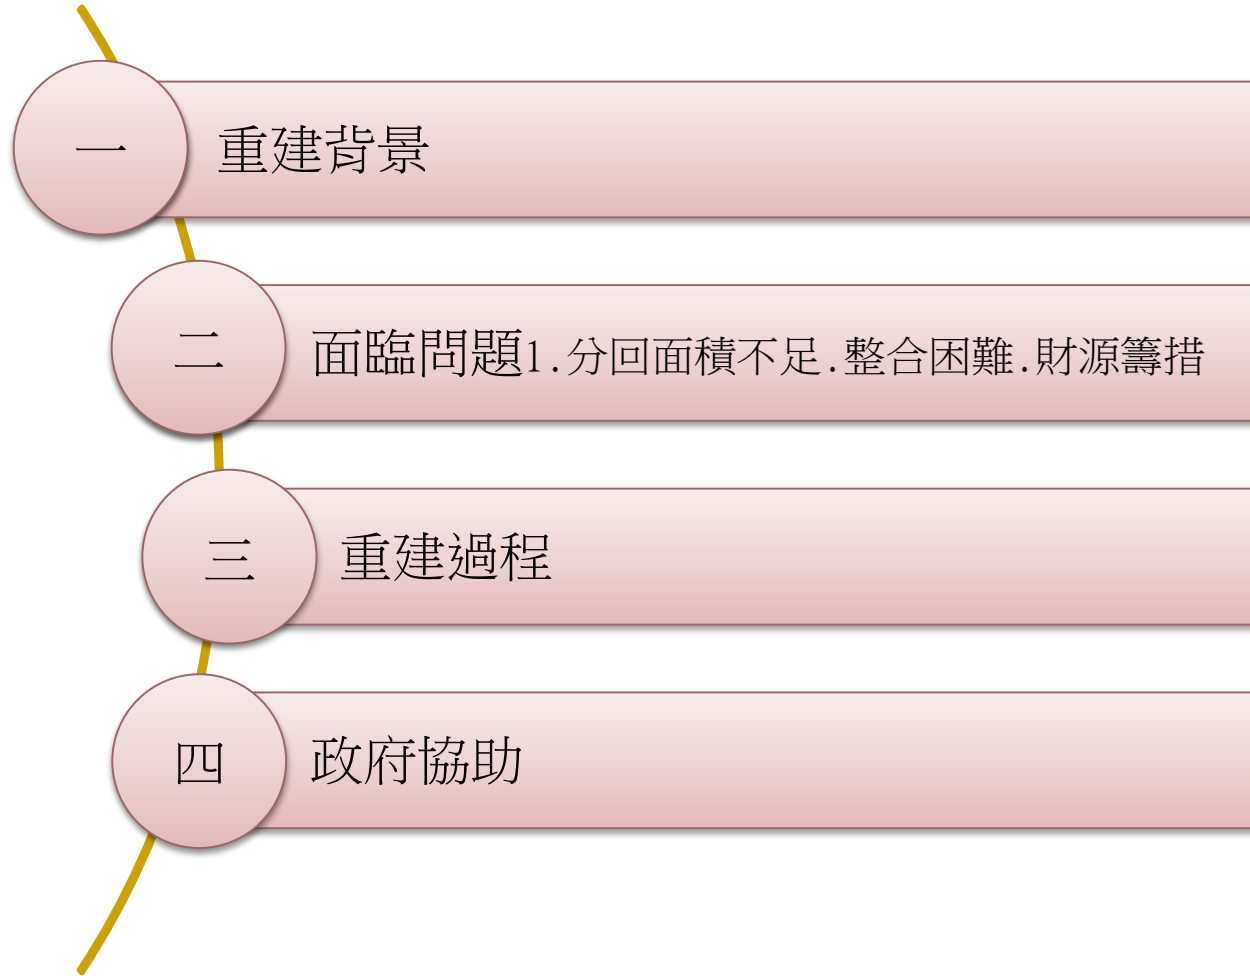 一 重建背景
二 面臨問題1.分回面積不足.整合困難.財源籌措
三 重建過程
四 政府協助